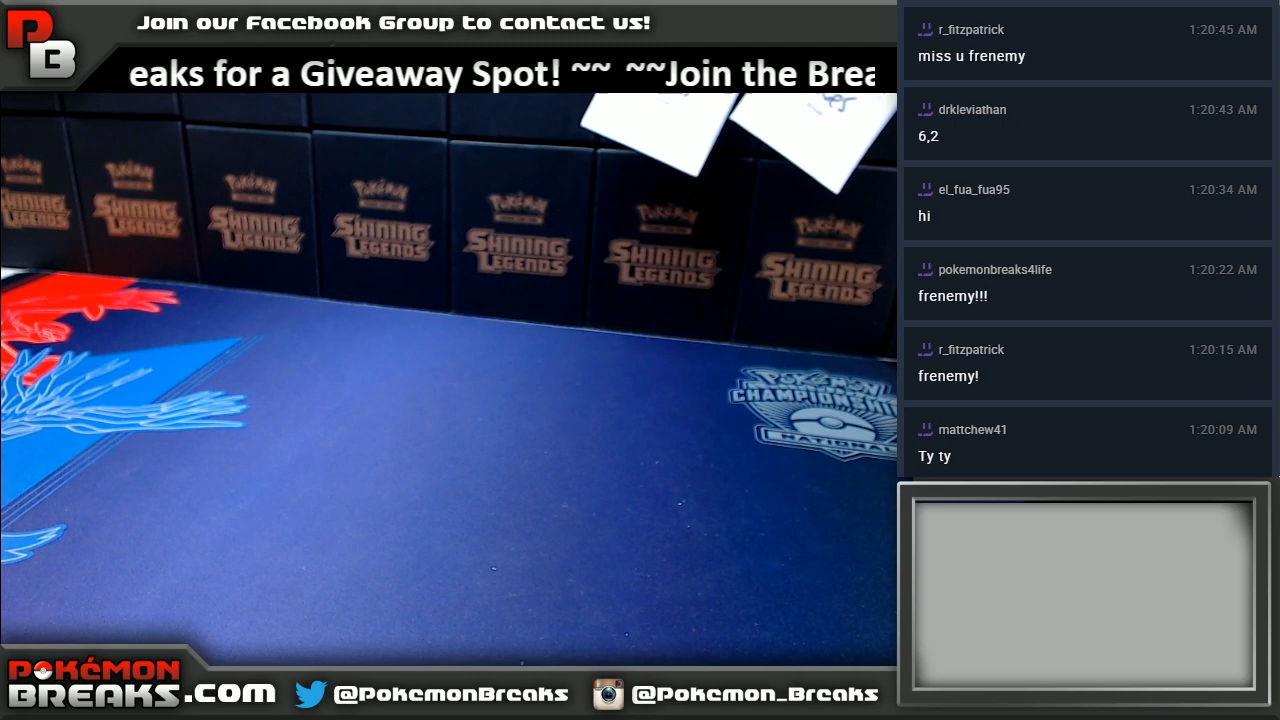 Join our Facebook Group to contact us!
PB
eaks for a Giveaway Spot! ~~ ~~Join the Brea
Pokémon
SHINING LEGENDS
Pokémon
SHINING LEGENDS
Pokémon
SHINING LEGENDS
Pokémon
SHINING LEGENDS
Pokémon
SHINING LEGENDS
Pokémon
SHINING LEGENDS
Pokémon
SHINING LEGENDS
POKéMON
CHAMPIONSHIP
NATIONAL
POKéMON
BREAKS.com
@PokemonBreaks
@Pokemon_Breaks
r_fitzpatrick 1:20:45 AM
miss u frenemy
drkleviathan 1:20:43 AM
6,2
el_fua_fua95 1:20:34 AM
hi
pokemonbreaks4life 1:20:22 AM
frenemy!!!
r_fitzpatrick 1:20:15 AM
frenemy!
mattchew41 1:20:09 AM
Ty ty